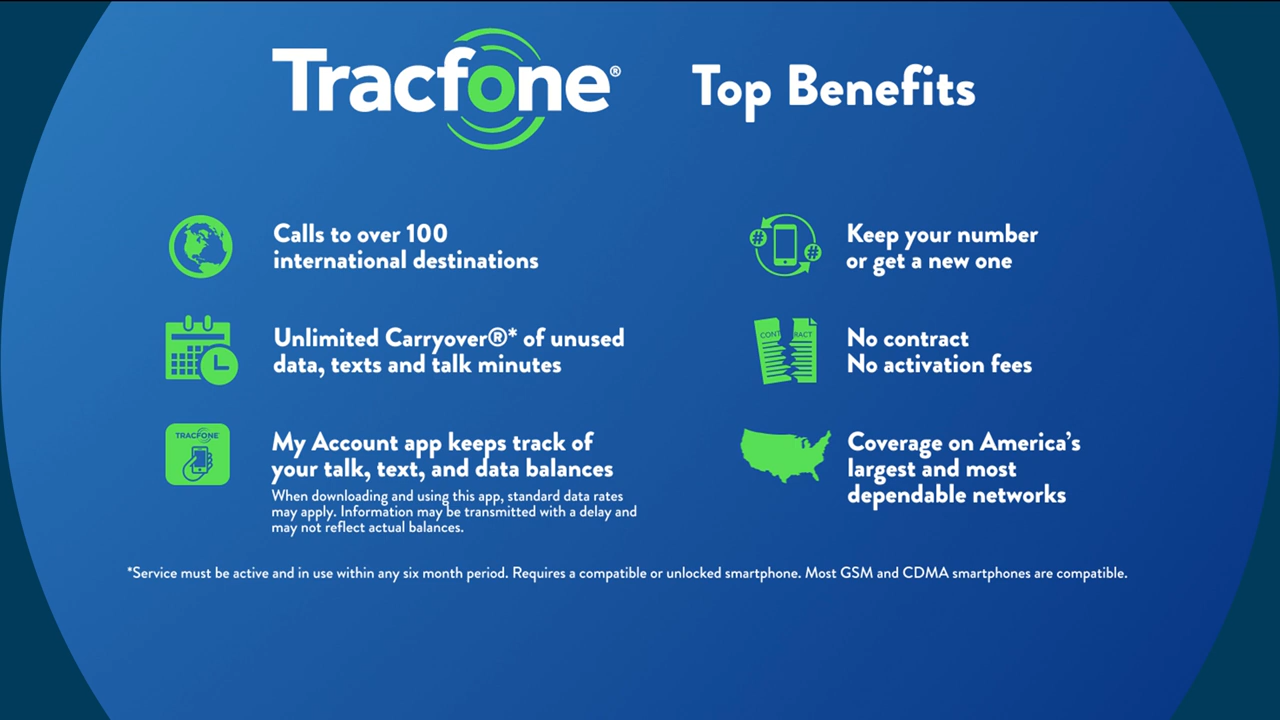 Tracfone®
Top Benefits
Calls to over 100
international destinations
Keep your number
or get a new one
#
#
Unlimited Carryover®* of unused
data, texts and talk minutes
CONT RACT
No contract
No activation fees
TRACFONE
My Account app keeps track of
your talk, text, and data balances
When downloading and using this app, standard data rates
may apply. Information may be transmitted with a delay and
may not reflect actual balances.
Coverage on America's
largest and most
dependable networks
*Service must be active and in use within any six month period. Requires a compatible or unlocked smartphone. Most GSM and CDMA smartphones are compatible.